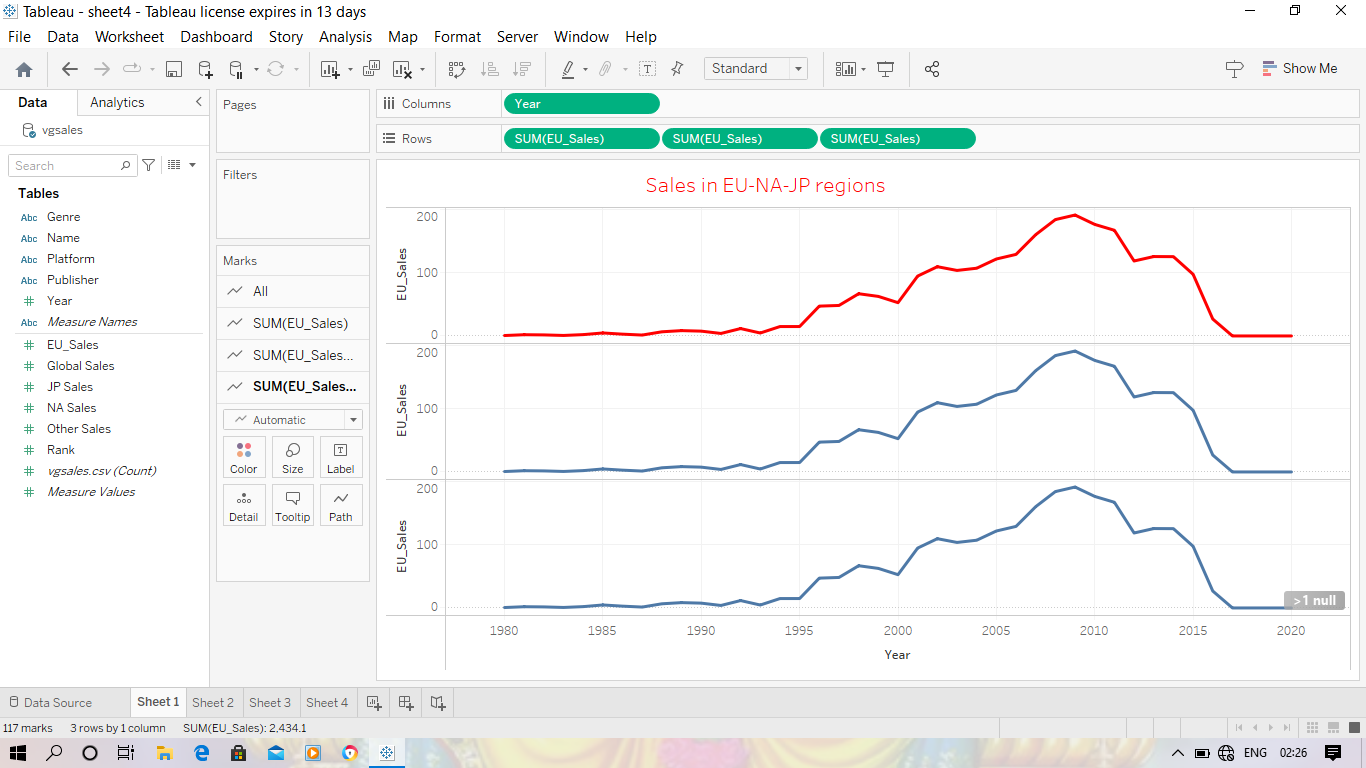 Tableau - sheet4 - Tableau license expires in 13 days
File Data Worksheet Dashboard Story Analysis Map Format Server Window Help
Standard
Show Me
Data Analytics
vgsales
Search
Tables
Abc Genre
Abc Name
Abc Platform
Abc Publisher
Year
Abc Measure Names
EU_Sales
Global Sales
JP Sales
NA Sales
Other Sales
Rank
vgsales.csv (Count)
Measure Values
Pages
Filters
Marks
All
SUM(EU_Sales)
SUM(EU_Sales...
SUM(EU_Sales...
Automatic
Color Size Label
Detail Tooltip Path
Columns Year
Rows SUM(EU_Sales) SUM(EU_Sales) SUM(EU_Sales)
Sales in EU-NA-JP regions
200
100
0
EU_Sales
200
100
0
EU_Sales
200
100
0
EU_Sales
>1 null
1980 1985 1990 1995 2000 2005 2010 2015 2020
Year
Data Source Sheet 1 Sheet 2 Sheet 3 Sheet 4
117 marks 3 rows by 1 column SUM(EU_Sales): 2,434.1
ENG 02:26